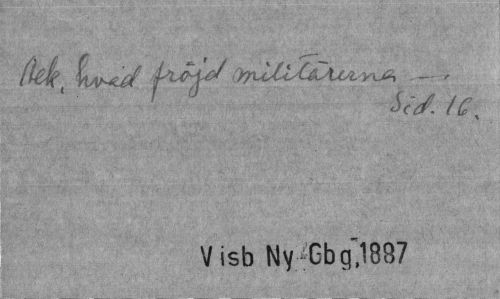 Ack, hvad fröjd militärerna —.
Sid. 16.
Visb Ny Gbg, 1887